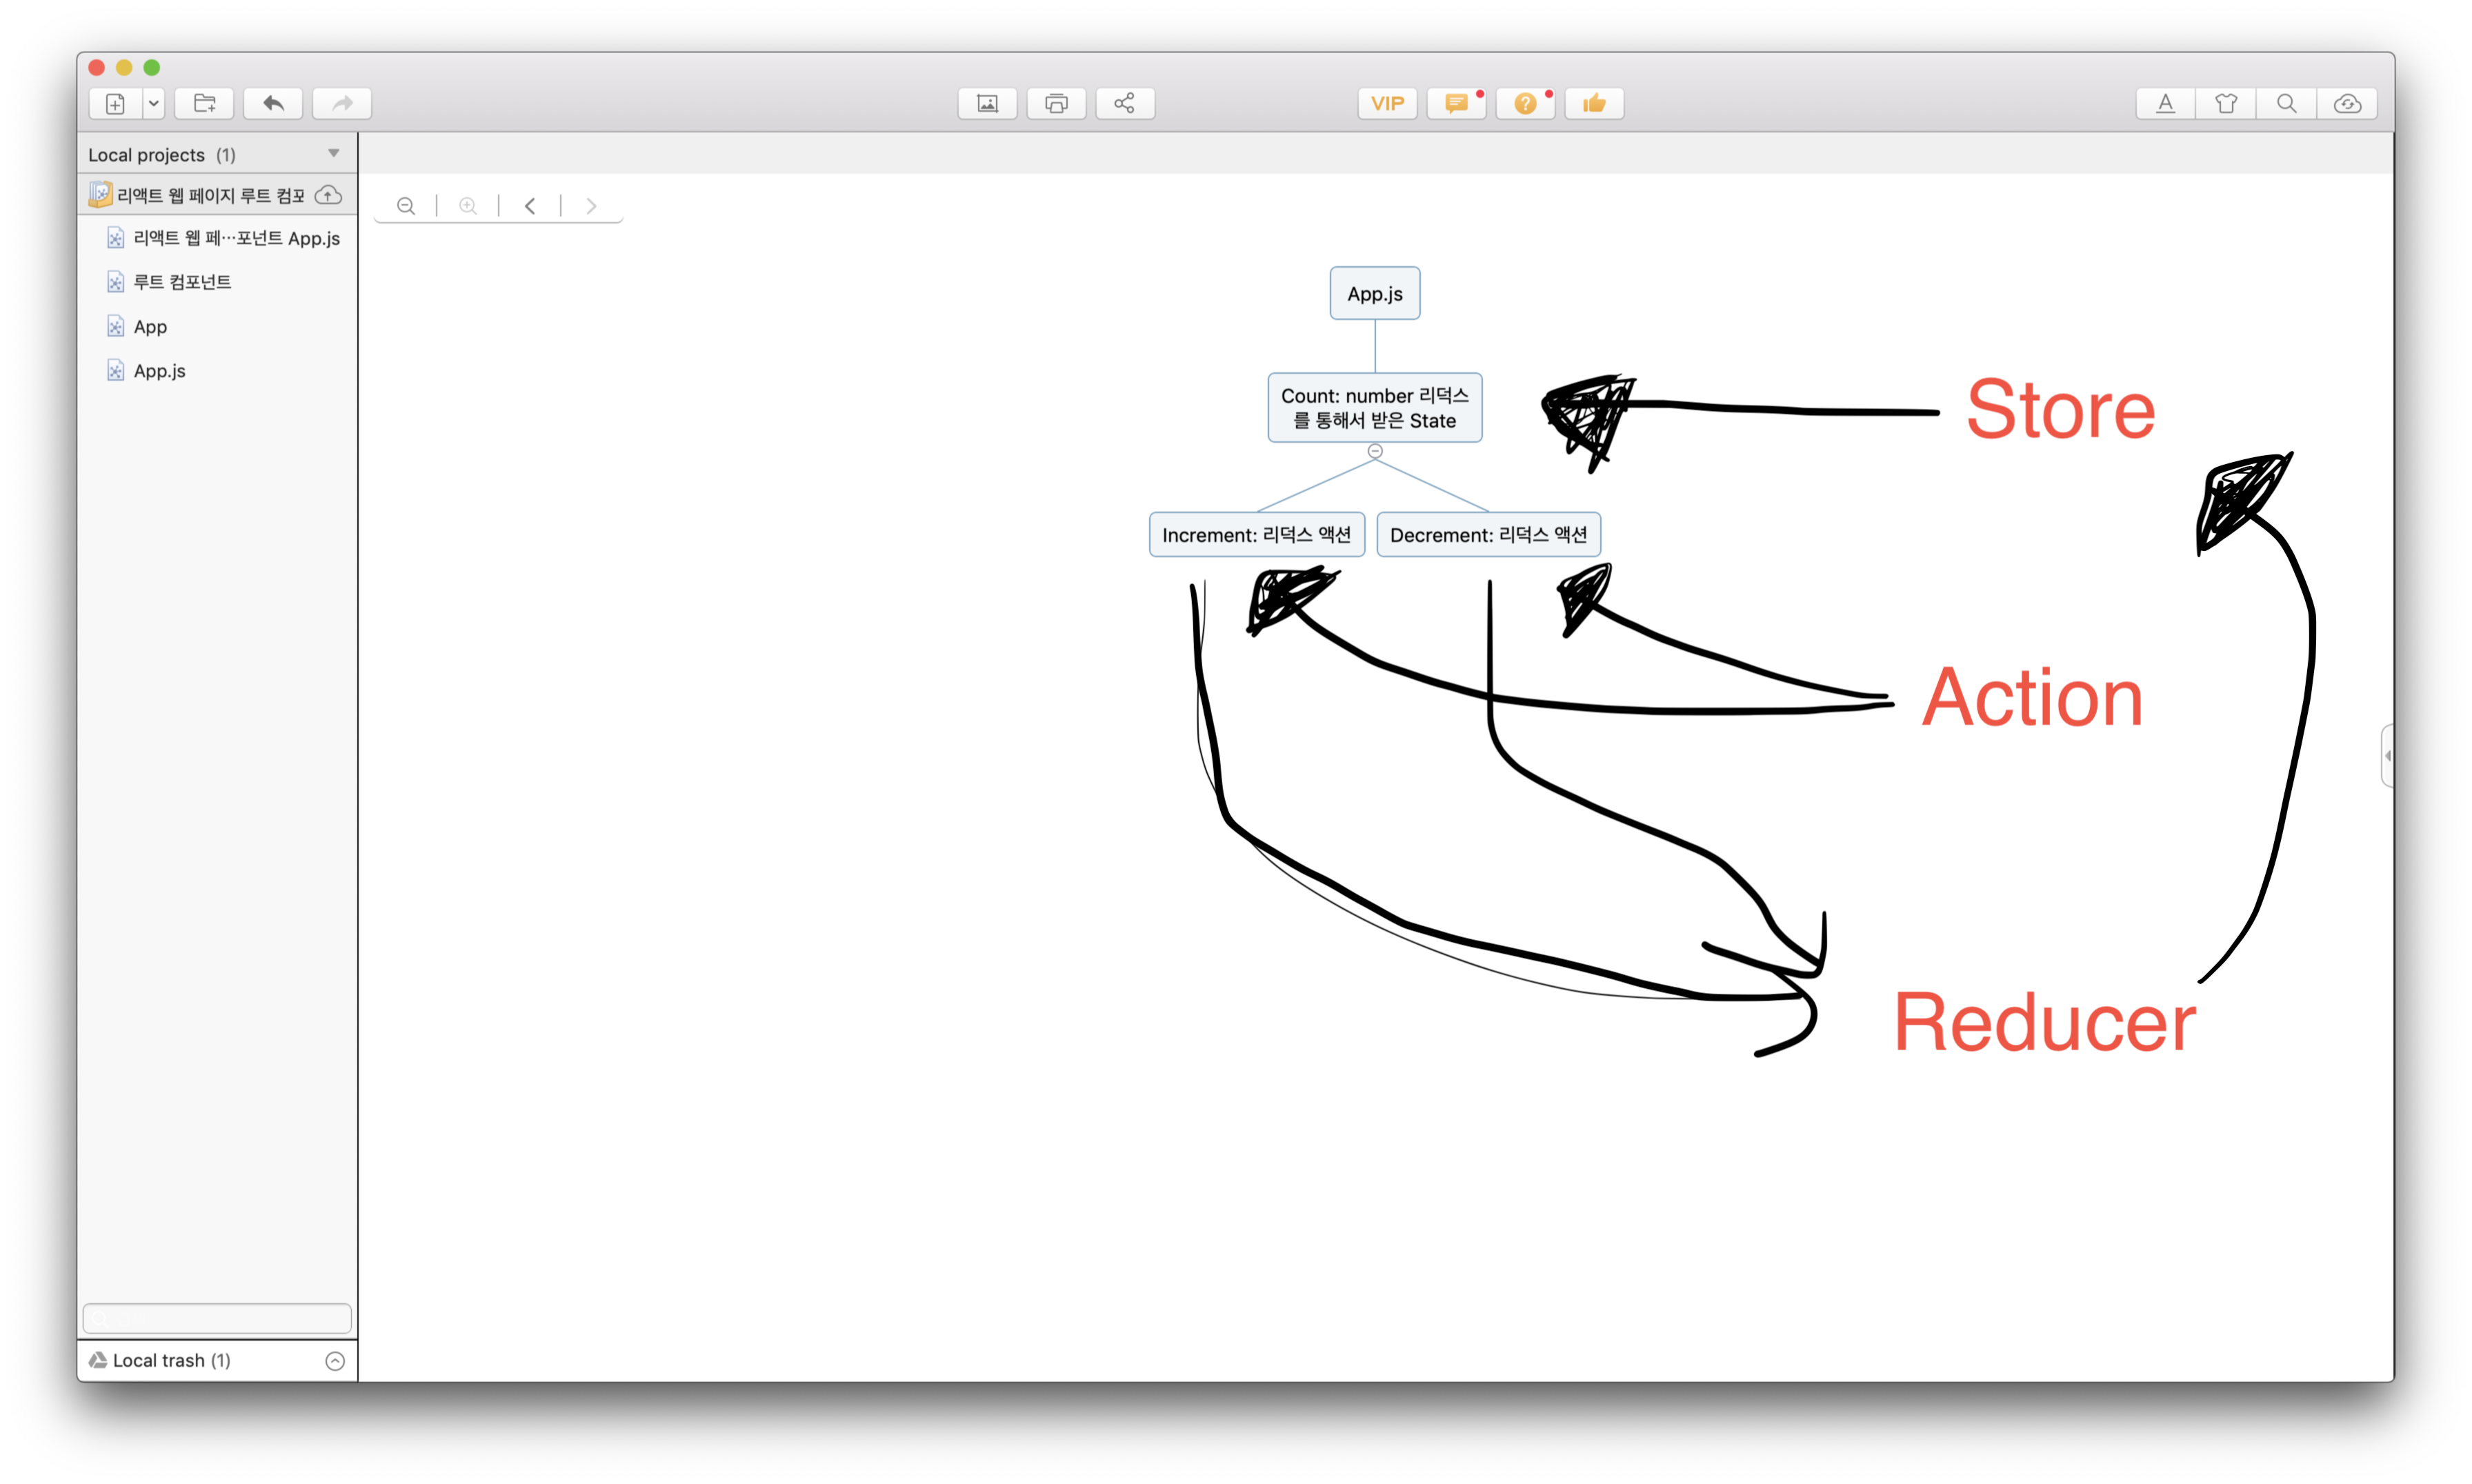 VIP
Local projects (1)
리액트 웹 페이지 루트 컴포
리액트 웹 페…포넌트 App.js
루트 컴포넌트
App
App.js
Local trash (1)
App.js
Count: number 리덕스
를 통해서 받은 State
Increment: 리덕스 액션
Decrement: 리덕스 액션
Store
Action
Reducer